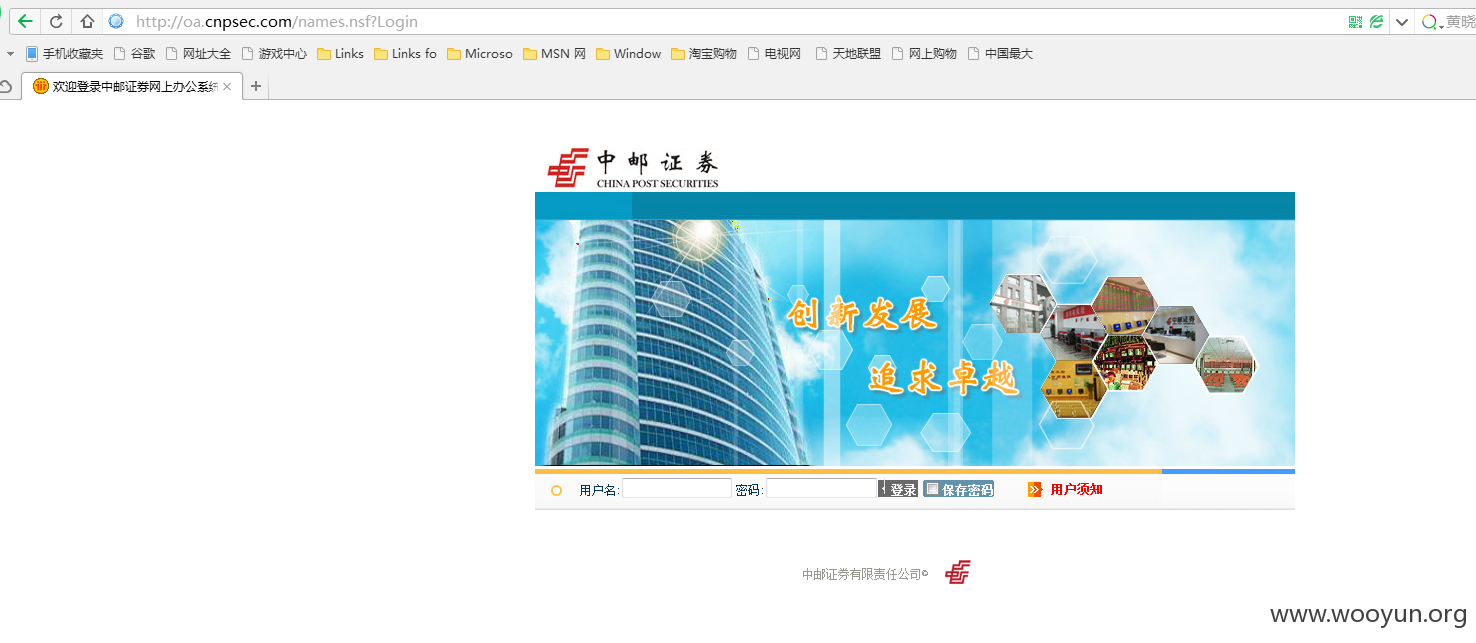 http://oa.cnpsec.com/names.nsf?Login
黄晓
手机收藏夹 谷歌 网址大全 游戏中心 Links Links fo Microso MSN 网 Window 淘宝购物 电视网 天地联盟 网上购物 中国最大
欢迎登录中邮证券网上办公系统
中邮证券
CHINA POST SECURITIES
创新发展
追求卓越
用户名: 密码: 登录 保存密码 用户须知
中邮证券有限责任公司©
www.wooyun.org